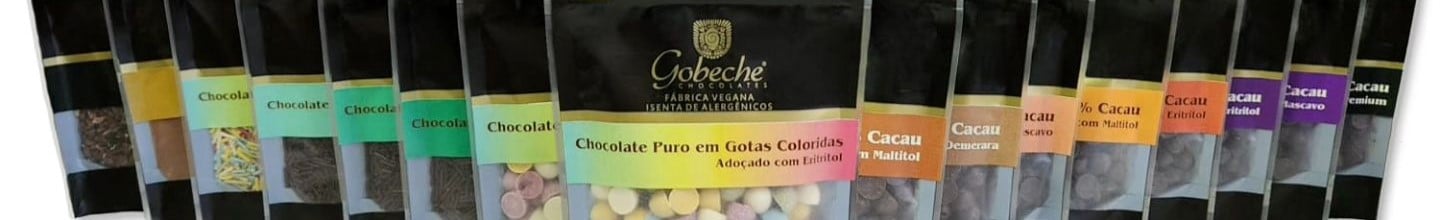 Chocola
Chocolate
Chocola
Chocola
Chocolate
Gobeche
CHOCOLATES
FÁBRICA VEGANA
ISENTA DE ALERGÊNICOS
Chocolate Puro em Gotas Coloridas
Adoçado com Eritritol
Cacau
m Maltitol
Cacau
Demerara
acau
scavo
% Cacau
com Maltitol
Cacau
Eritritol
acau
ritritol
Cacau
Mascavo
Cacau
emium